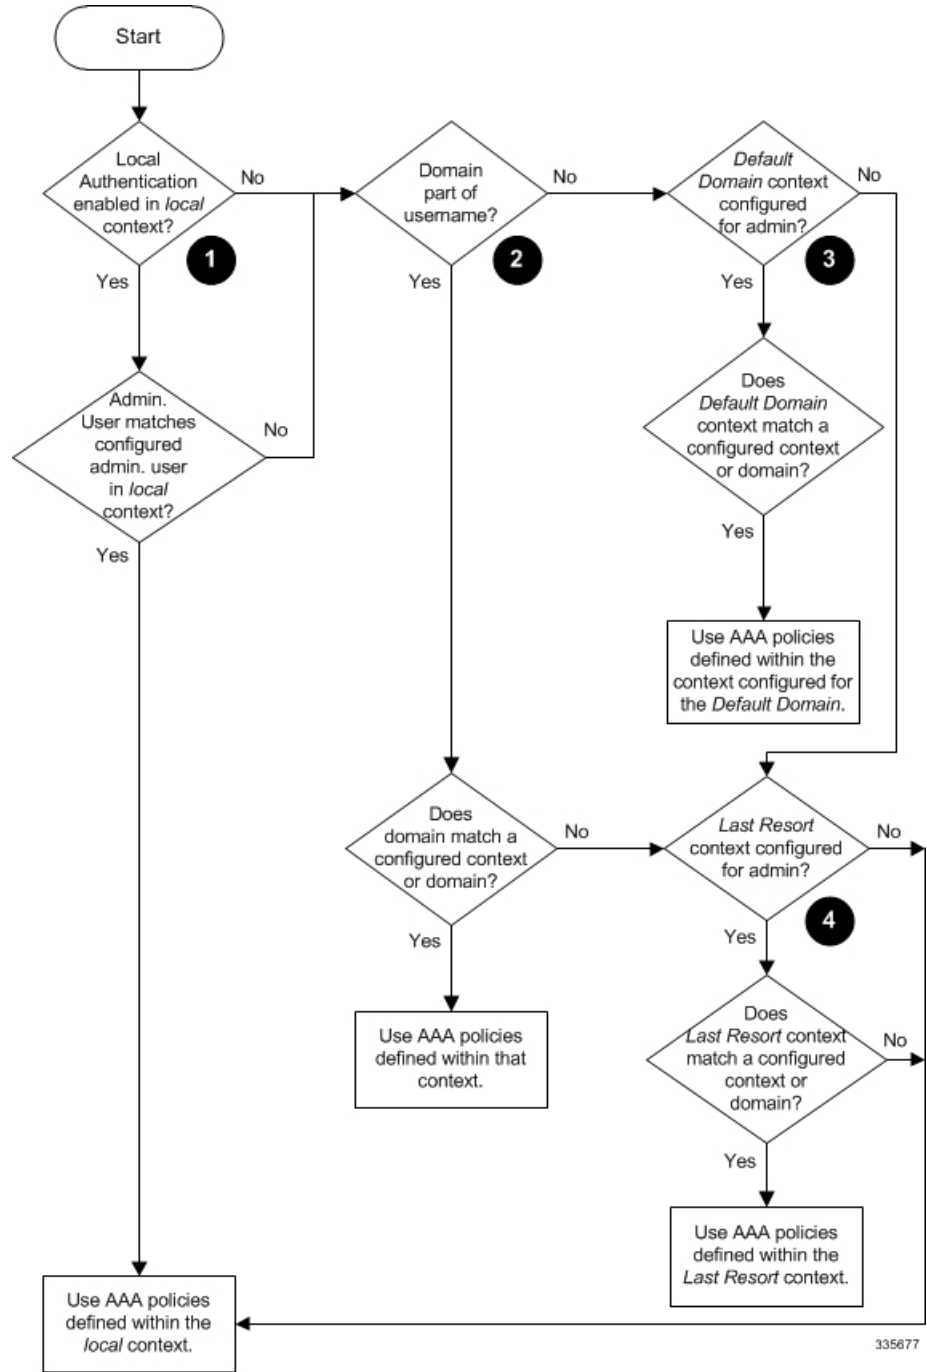 Start
Local
Authentication
enabled in local
context?
No
1
Yes
Admin.
User matches
configured
admin. user
in local
context?
No
Yes
Domain
part of
username?
No
2
Yes
Default
Domain context
configured
for admin?
No
3
Yes
Does
Default Domain
context match a
configured context
or domain?
Yes
Use AAA policies
defined within the
context configured for
the Default Domain.
Does
domain match a
configured context
or domain?
No
Yes
Use AAA policies
defined within that
context.
Last Resort
context configured
for admin?
No
4
Yes
Does
Last Resort context
match a configured
context or
domain?
No
Yes
Use AAA policies
defined within the
Last Resort context.
Use AAA policies
defined within the
local context.
335677